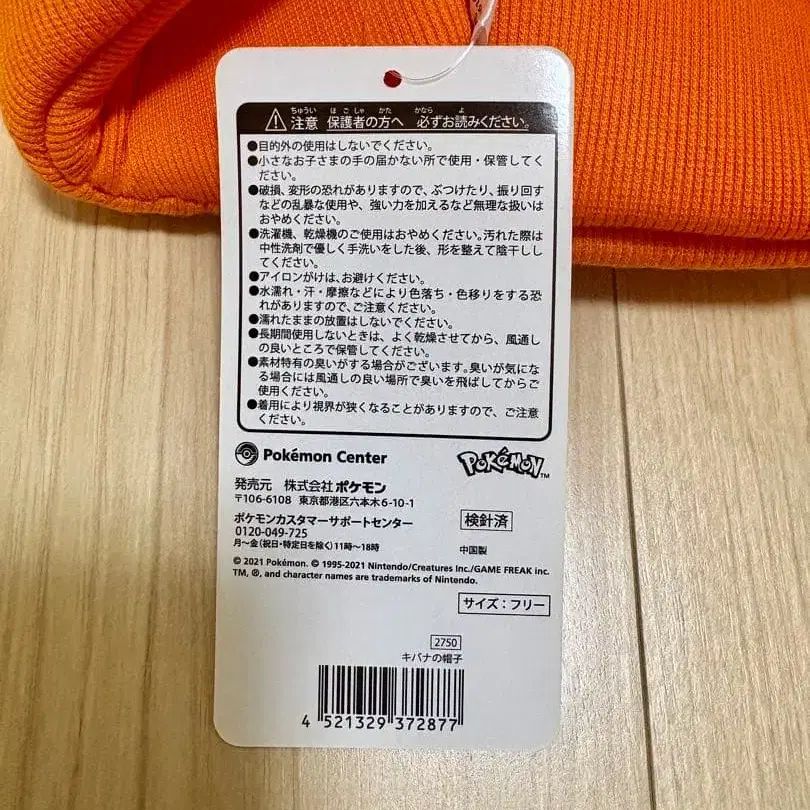 注意 保護者の方へ 必ずお読みください。
ちゅうい ほごしゃ かた かなら よ
●目的外の使用はしないでください。
●小さなお子さまの手の届かない所で使用・保管してく
ださい。
●破損、変形の恐れがありますので、ぶつけたり、振り回す
などの乱暴な使用や、強い力を加えるなど無理な扱いは
おやめください。
●洗濯機、乾燥機のご使用はおやめください。汚れた際は
中性洗剤で優しく手洗いをした後、形を整えて陰干しし
てください。
●アイロンがけは、お避けください。
●水濡れ・汗・摩擦などにより色落ち・色移りをする恐
れがありますので、ご注意ください。
●濡れたままの放置はしないでください。
●長期間使用しないときは、よく乾燥させてから、風通し
の良いところで保管してください。
●素材特有の臭いがする場合がございます。臭いが気にな
る場合には風通しの良い場所で臭いを飛ばしてからご
使用ください。
●着用により視界が狭くなることがありますので、ご注意
ください。
Pokémon Center
POKéMON TM
発売元 株式会社ポケモン
〒106-6108 東京都港区六本木6-10-1
ポケモンカスタマーサポートセンター
0120-049-725
月〜金(祝日・特定日を除く)11時〜18時
検針済
中国製
© 2021 Pokémon. © 1995-2021 Nintendo/Creatures Inc./GAME FREAK inc.
TM, ®, and character names are trademarks of Nintendo.
サイズ:フリー
2750
キバナの帽子
4 521329 372877